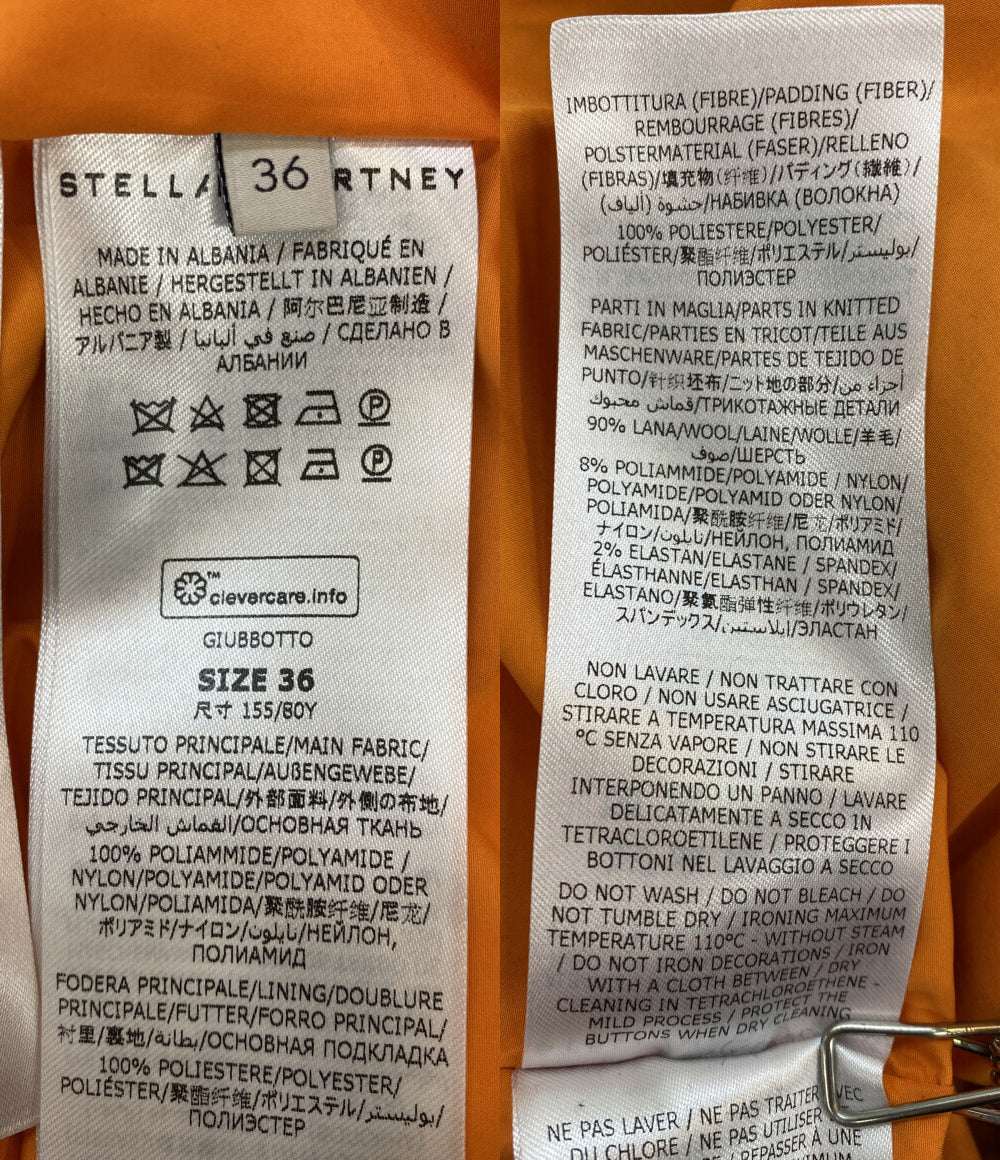 36
STELLA RTNEY
MADE IN ALBANIA / FABRIQUÉ EN
ALBANIE / HERGESTELLT IN ALBANIEN /
HECHO EN ALBANIA / 阿尔巴尼亚制造 /
アルバニア製 / صنع في ألبانيا / СДЕЛАНО В
АЛБАНИИ
P
P
clevercare.info™
GIUBBOTTO
SIZE 36
尺寸 155/80Y
TESSUTO PRINCIPALE/MAIN FABRIC/
TISSU PRINCIPAL/AUßENGEWEBE/
TEJIDO PRINCIPAL/外部面料/外側の布地/
القماش الخارجي/ОСНОВНАЯ ТКАНЬ
100% POLIAMMIDE/POLYAMIDE /
NYLON/POLYAMIDE/POLYAMID ODER
NYLON/POLIAMIDA/聚酰胺纤维/尼龙/
ポリアミド/ナイロン/نايلون/НЕЙЛОН,
ПОЛИАМИД
FODERA PRINCIPALE/LINING/DOUBLURE
PRINCIPALE/FUTTER/FORRO PRINCIPAL/
衬里/裏地/بطانة/ОСНОВНАЯ ПОДКЛАДКА
100% POLIESTERE/POLYESTER/
POLIÉSTER/聚酯纤维/ポリエステル/بوليستر/
ПОЛИЭСТЕР
IMBOTTITURA (FIBRE)/PADDING (FIBER)/
REMBOURRAGE (FIBRES)/
POLSTERMATERIAL (FASER)/RELLENO
(FIBRAS)/填充物(纤维)/パディング(繊維)/
حشوة (ألياف)/НАБИВКА (ВОЛОКНА)
100% POLIESTERE/POLYESTER/
POLIÉSTER/聚酯纤维/ポリエステル/بوليستر/
ПОЛИЭСТЕР
PARTI IN MAGLIA/PARTS IN KNITTED
FABRIC/PARTIES EN TRICOT/TEILE AUS
MASCHENWARE/PARTES DE TEJIDO DE
PUNTO/针织坯布/ニット地の部分/أجزاء من
قماش محبوك/ТРИКОТАЖНЫЕ ДЕТАЛИ
90% LANA/WOOL/LAINE/WOLLE/羊毛/
صوف/ШЕРСТЬ
8% POLIAMMIDE/POLYAMIDE / NYLON/
POLYAMIDE/POLYAMID ODER NYLON/
POLIAMIDA/聚酰胺纤维/尼龙/ポリアミド/
ナイロン/نايلون/НЕЙЛОН, ПОЛИАМИД
2% ELASTAN/ELASTANE / SPANDEX/
ÉLASTHANNE/ELASTHAN / SPANDEX/
ELASTANO/聚氨酯弹性纤维/ポリウレタン/
スパンデックス/إيلاستين/ЭЛАСТАН
NON LAVARE / NON TRATTARE CON
CLORO / NON USARE ASCIUGATRICE /
STIRARE A TEMPERATURA MASSIMA 110
°C SENZA VAPORE / NON STIRARE LE
DECORAZIONI / STIRARE
INTERPONENDO UN PANNO / LAVARE
DELICATAMENTE A SECCO IN
TETRACLOROETILENE / PROTEGGERE I
BOTTONI NEL LAVAGGIO A SECCO
DO NOT WASH / DO NOT BLEACH / DO
NOT TUMBLE DRY / IRONING MAXIMUM
TEMPERATURE 110°C - WITHOUT STEAM
/ DO NOT IRON DECORATIONS / IRON
WITH A CLOTH BETWEEN / DRY
CLEANING IN TETRACHLOROETHENE -
MILD PROCESS / PROTECT THE
BUTTONS WHEN DRY CLEANING
NE PAS LAVER / NE PAS TRAITER AVEC
DU CHLORE / NE PAS UTILISER
REPASSER À UNE